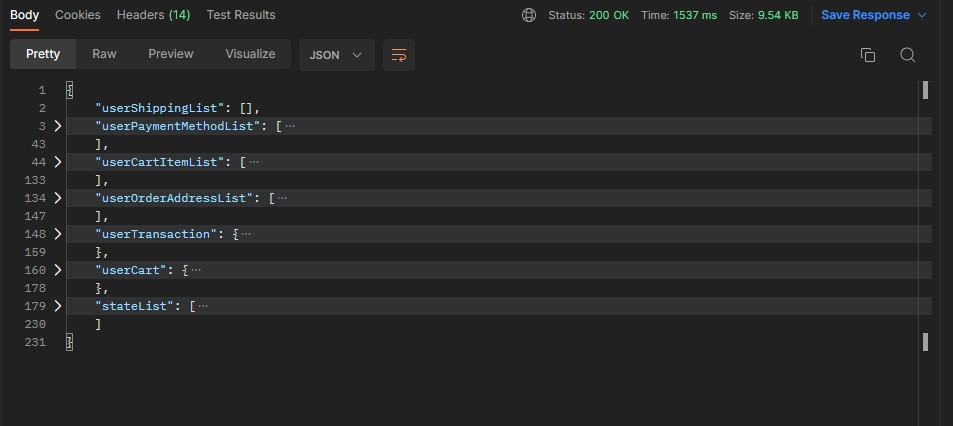 Body Cookies Headers (14) Test Results Status: 200 OK Time: 1537 ms Size: 9.54 KB Save Response
Pretty Raw Preview Visualize JSON
1 {
2 "userShippingList": [],
3 "userPaymentMethodList": [ ···
43 ],
44 "userCartItemList": [ ···
133 ],
134 "userOrderAddressList": [ ···
147 ],
148 "userTransaction": { ···
159 },
160 "userCart": { ···
178 },
179 "stateList": [ ···
230 ]
231 }